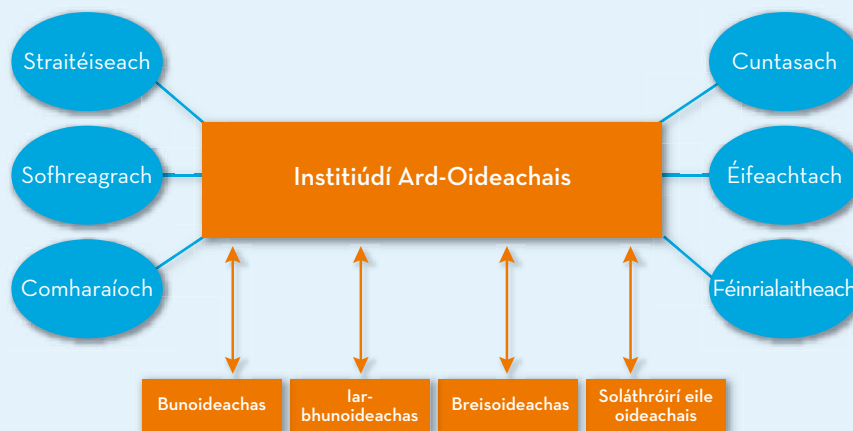 Straitéiseach
Cuntasach
Institiúdí Ard-Oideachais
Sofhreagrach
Éifeachtach
Comharaíoch
Féinrialaitheach
Bunoideachas
Iar-
bhunoideachas
Breisoideachas
Soláthróirí eile
oideachais